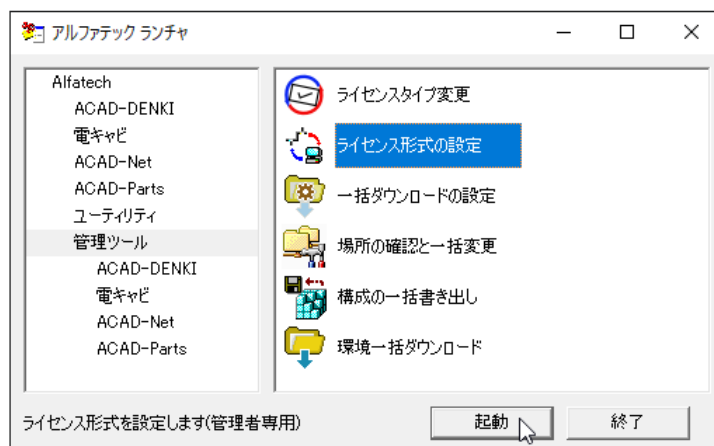 アルファテック ランチャ
Alfatech
ACAD-DENKI
電キャビ
ACAD-Net
ACAD-Parts
ユーティリティ
管理ツール
ACAD-DENKI
電キャビ
ACAD-Net
ACAD-Parts
ライセンスタイプ変更
ライセンス形式の設定
一括ダウンロードの設定
場所の確認と一括変更
構成の一括書き出し
環境一括ダウンロード
ライセンス形式を設定します(管理者専用)
起動
終了